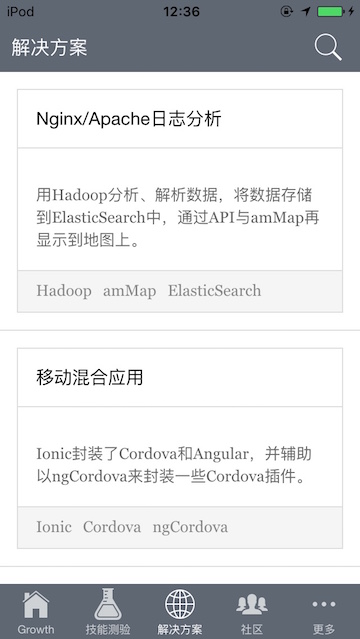 iPod 12:36
解决方案
Nginx/Apache日志分析
用Hadoop分析、解析数据，将数据存储
到ElasticSearch中，通过API与amMap再
显示到地图上。
Hadoop amMap ElasticSearch
移动混合应用
Ionic封装了Cordova和Angular，并辅助
以ngCordova来封装一些Cordova插件。
Ionic Cordova ngCordova
Growth 技能测验 解决方案 社区 更多